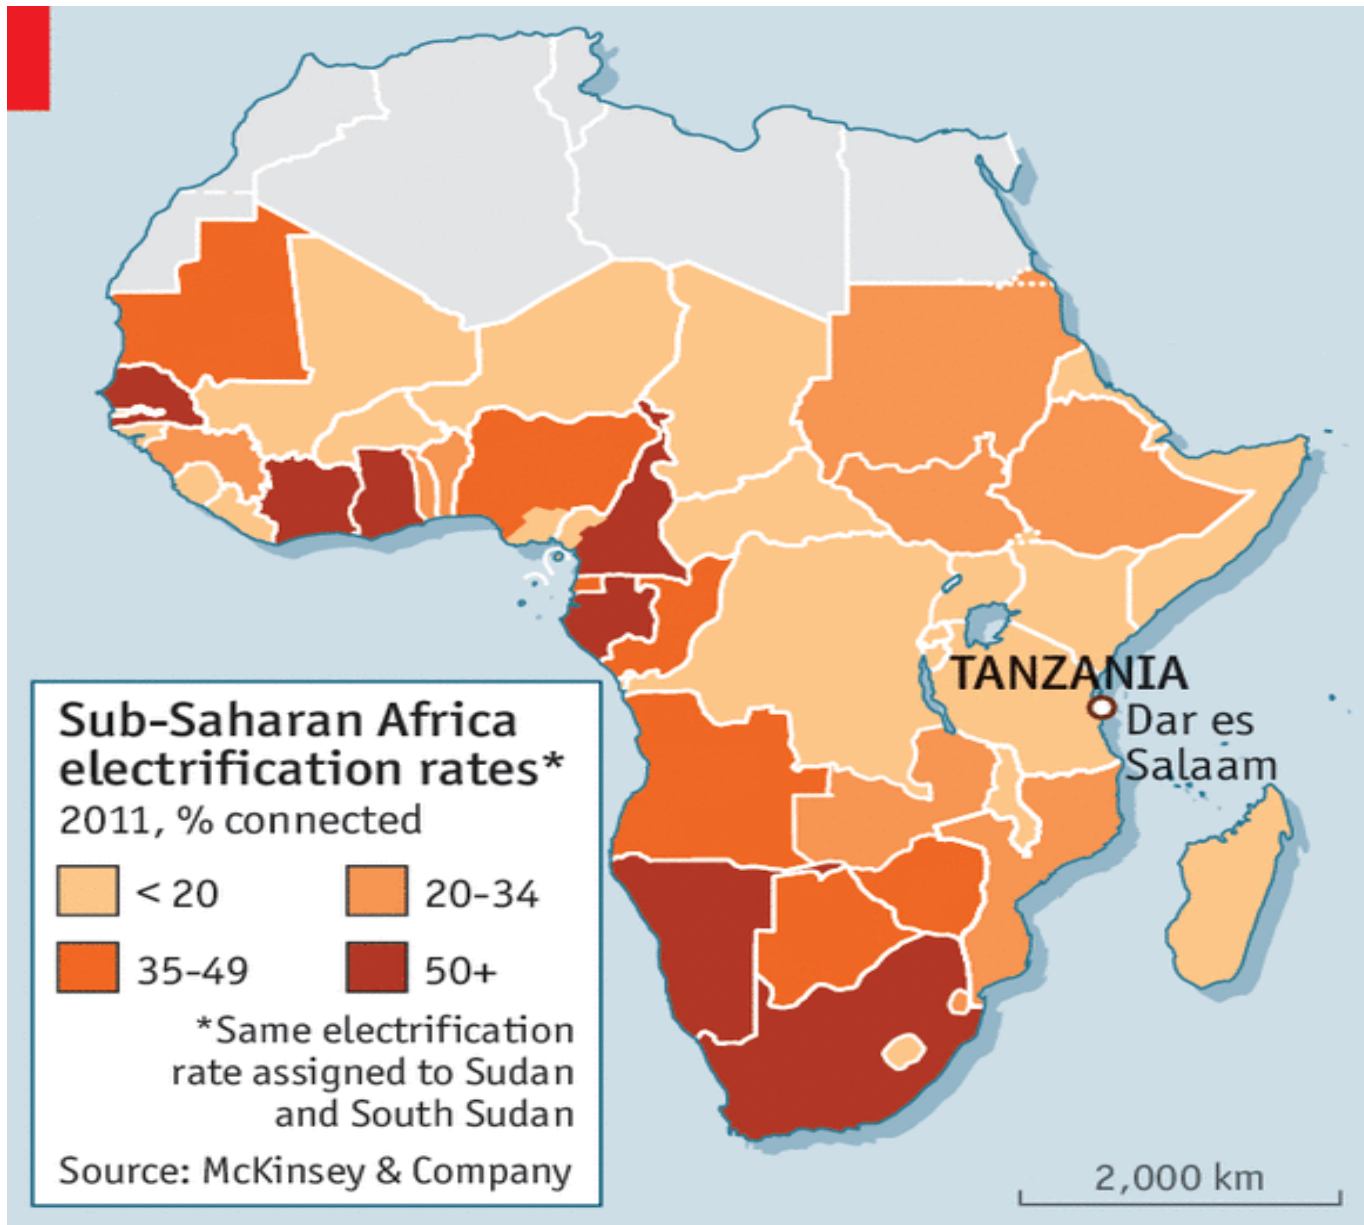 TANZANIA
Dar es
Salaam
Sub-Saharan Africa
electrification rates*
2011, % connected
< 20
20-34
35-49
50+
*Same electrification
rate assigned to Sudan
and South Sudan
Source: McKinsey & Company
2,000 km